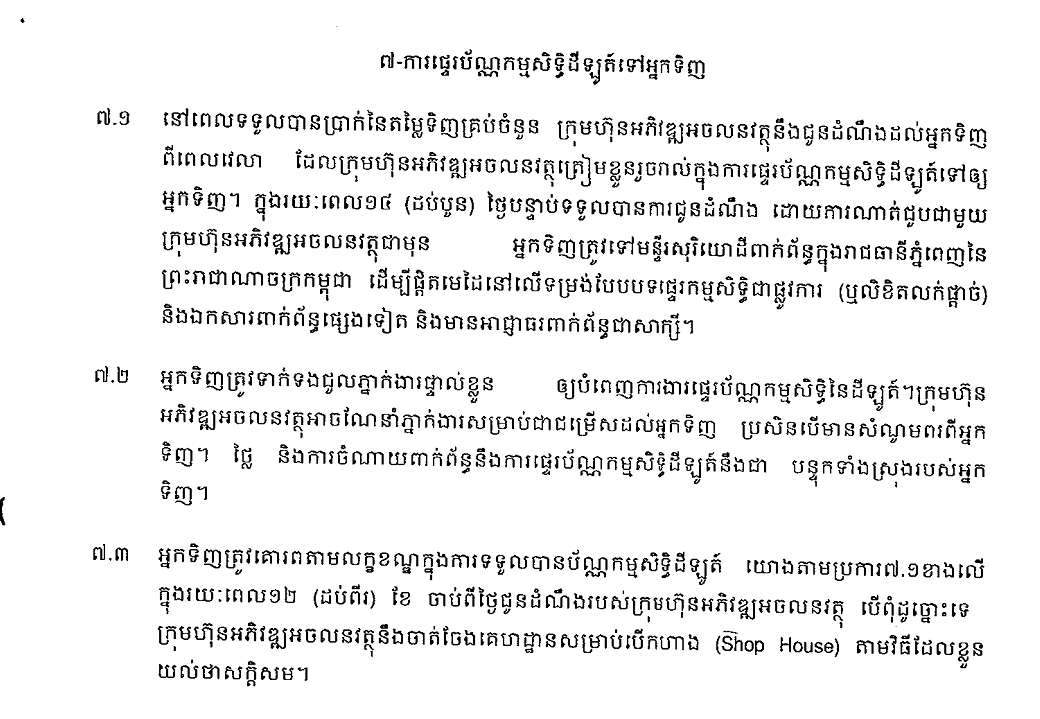 ៧-ការផ្ទេរប័ណ្ណកម្មសិទ្ធិដីឡូត៍ទៅអ្នកទិញ
៧.១ នៅពេលទទួលបានប្រាក់នៃតម្លៃទិញគ្រប់ចំនួន ក្រុមហ៊ុនអភិវឌ្ឍអចលនវត្ថុនឹងជូនដំណឹងដល់អ្នកទិញ
ពីពេលវេលា ដែលក្រុមហ៊ុនអភិវឌ្ឍអចលនវត្ថុត្រៀមខ្លួនរួចរាល់ក្នុងការផ្ទេរប័ណ្ណកម្មសិទ្ធិដីឡូត៍ទៅឲ្យ
អ្នកទិញ។ ក្នុងរយៈពេល១៤ (ដប់បួន) ថ្ងៃបន្ទាប់ទទួលបានការជូនដំណឹង ដោយការណាត់ជួបជាមួយ
ក្រុមហ៊ុនអភិវឌ្ឍអចលនវត្ថុជាមុន អ្នកទិញត្រូវទៅមន្ទីរសុរិយោដីពាក់ព័ន្ធក្នុងរាជធានីភ្នំពេញនៃ
ព្រះរាជាណាចក្រកម្ពុជា ដើម្បីផ្តិតមេដៃនៅលើទម្រង់បែបបទផ្ទេរកម្មសិទ្ធិជាផ្លូវការ (ឬលិខិតលក់ផ្តាច់)
និងឯកសារពាក់ព័ន្ធផ្សេងទៀត និងមានអាជ្ញាធរពាក់ព័ន្ធជាសាក្សី។
៧.២ អ្នកទិញត្រូវទាក់ទងជួលភ្នាក់ងារផ្ទាល់ខ្លួន ឲ្យបំពេញការងារផ្ទេរប័ណ្ណកម្មសិទ្ធិនៃដីឡូត៍។ក្រុមហ៊ុន
អភិវឌ្ឍអចលនវត្ថុអាចណែនាំភ្នាក់ងារសម្រាប់ជាជម្រើសដល់អ្នកទិញ ប្រសិនបើមានសំណូមពរពីអ្នក
ទិញ។ ថ្លៃ និងការចំណាយពាក់ព័ន្ធនឹងការផ្ទេរប័ណ្ណកម្មសិទ្ធិដីឡូត៍នឹងជា បន្ទុកទាំងស្រុងរបស់អ្នក
ទិញ។
៧.៣ អ្នកទិញត្រូវគោរពតាមលក្ខខណ្ឌក្នុងការទទួលបានប័ណ្ណកម្មសិទ្ធិដីឡូត៍ យោងតាមប្រការ៧.១ខាងលើ
ក្នុងរយៈពេល១២ (ដប់ពីរ) ខែ ចាប់ពីថ្ងៃជូនដំណឹងរបស់ក្រុមហ៊ុនអភិវឌ្ឍអចលនវត្ថុ បើពុំដូច្នោះទេ
ក្រុមហ៊ុនអភិវឌ្ឍអចលនវត្ថុនឹងចាត់ចែងគេហដ្ឋានសម្រាប់បើកហាង (Shop House) តាមវិធីដែលខ្លួន
យល់ថាសក្តិសម។